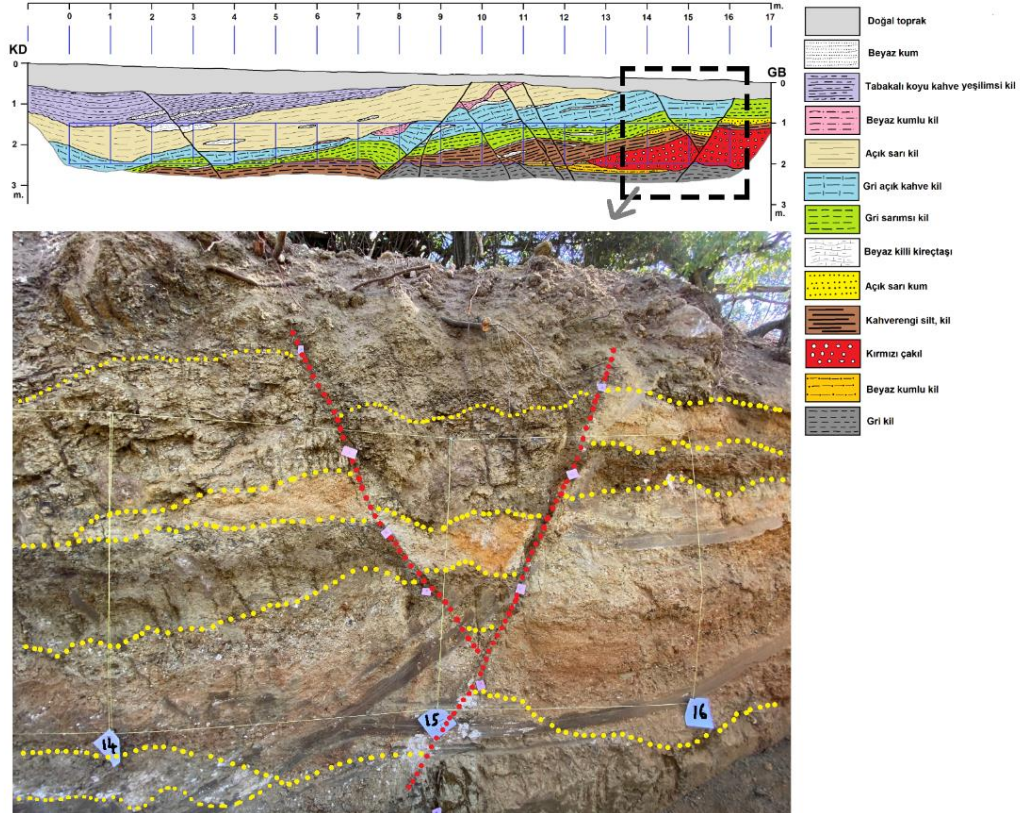 m.
0 1 2 3 4 5 6 7 8 9 10 11 12 13 14 15 16 17
KD
GB
0
1
2
3
m.
0
1
2
3
m.
Doğal toprak
Beyaz kum
Tabakalı koyu kahve yeşilimsi kil
Beyaz kumlu kil
Açık sarı kil
Gri açık kahve kil
Gri sarımsı kil
Beyaz killi kireçtaşı
Açık sarı kum
Kahverengi silt, kil
Kırmızı çakıl
Beyaz kumlu kil
Gri kil
14
15
16